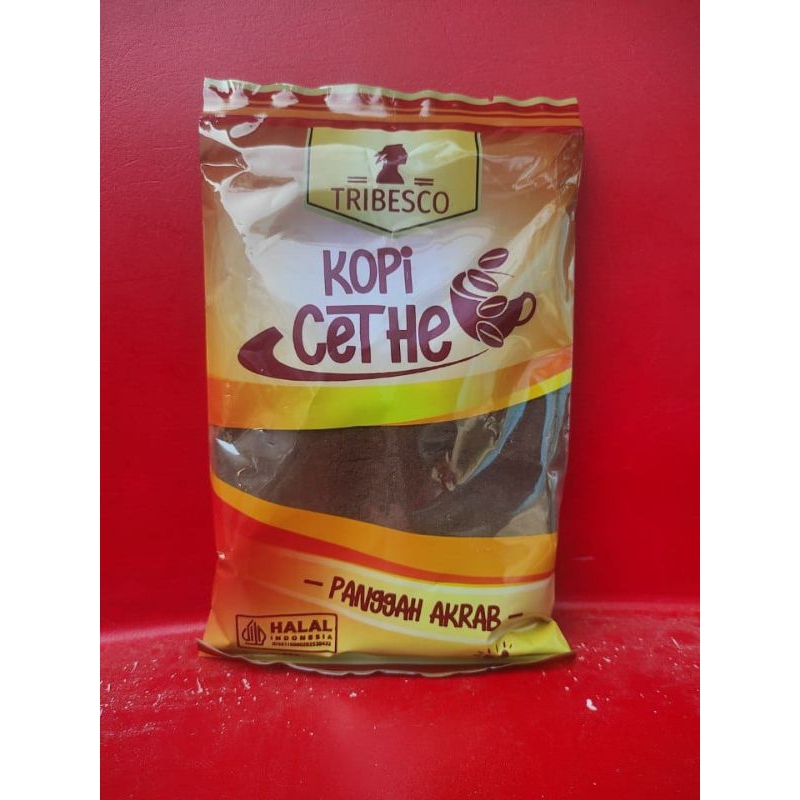 TRIBESCO
KOPi
CeTHe
— PANGGAH AKRAB —
HALAL
INDONESIA